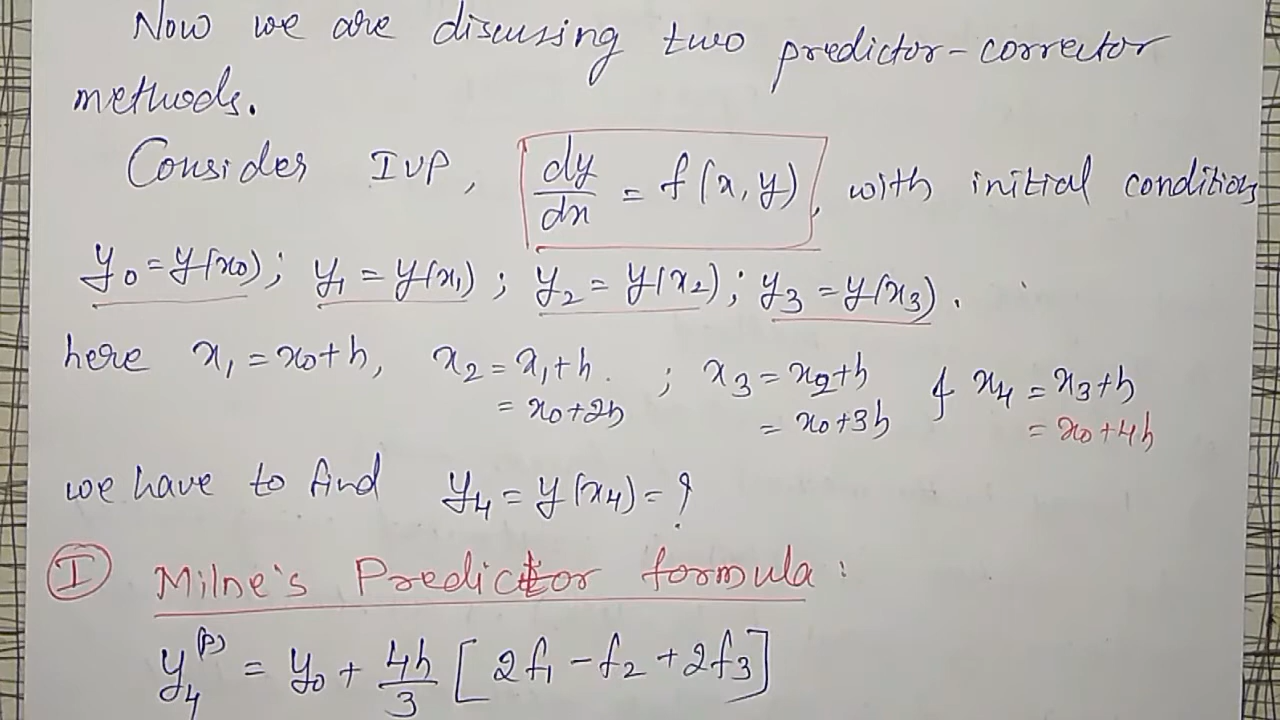 Now we are discussing two predictor-corrector
methods.
Consider IVP, dy/dx = f(x, y), with initial conditions
y₀ = y(x₀); y₁ = y(x₁); y₂ = y(x₂); y₃ = y(x₃).
here x₁ = x₀+h, x₂ = x₁+h. ; x₃ = x₂+h & x₄ = x₃+h
= x₀+2h = x₀+3h = x₀+4h
we have to find y₄ = y(x₄) = ?
I Milne's Predictor formula:
y₄⁽ᵖ⁾ = y₀ + 4h/3 [2f₁ - f₂ + 2f₃]